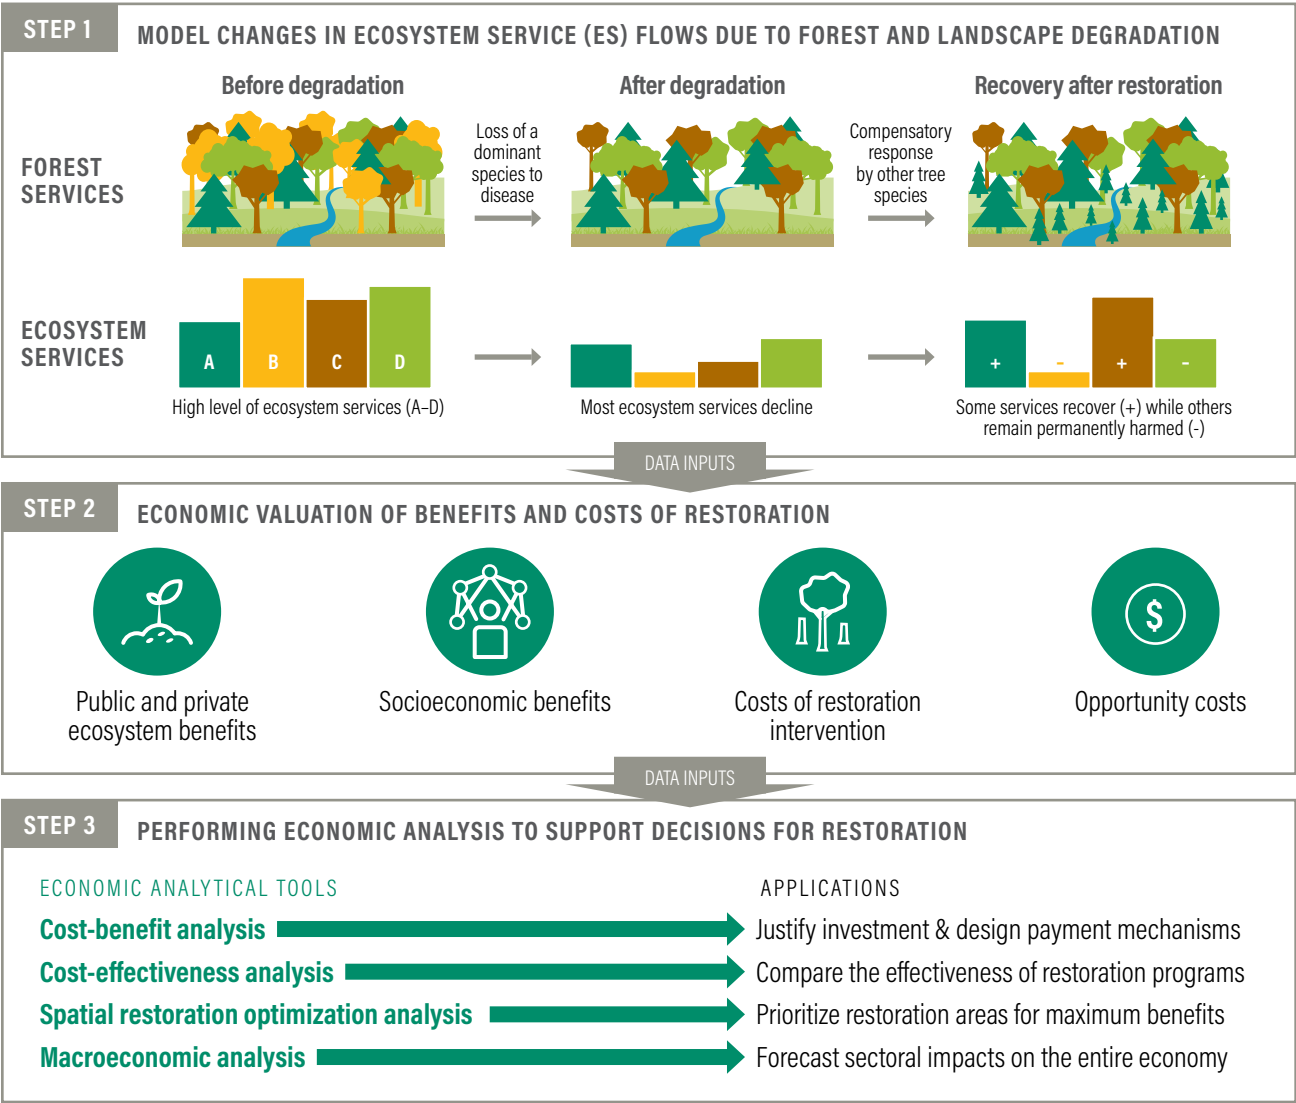 STEP 1
MODEL CHANGES IN ECOSYSTEM SERVICE (ES) FLOWS DUE TO FOREST AND LANDSCAPE DEGRADATION
Before degradation
After degradation
Recovery after restoration
FOREST
SERVICES
Loss of a
dominant
species to
disease
Compensatory
response
by other tree
species
ECOSYSTEM
SERVICES
A
B
C
D
+
-
+
-
High level of ecosystem services (A–D)
Most ecosystem services decline
Some services recover (+) while others
remain permanently harmed (-)
DATA INPUTS
STEP 2
ECONOMIC VALUATION OF BENEFITS AND COSTS OF RESTORATION
$
Public and private
ecosystem benefits
Socioeconomic benefits
Costs of restoration
intervention
Opportunity costs
DATA INPUTS
STEP 3
PERFORMING ECONOMIC ANALYSIS TO SUPPORT DECISIONS FOR RESTORATION
ECONOMIC ANALYTICAL TOOLS
APPLICATIONS
Cost-benefit analysis
Justify investment & design payment mechanisms
Cost-effectiveness analysis
Compare the effectiveness of restoration programs
Spatial restoration optimization analysis
Prioritize restoration areas for maximum benefits
Macroeconomic analysis
Forecast sectoral impacts on the entire economy